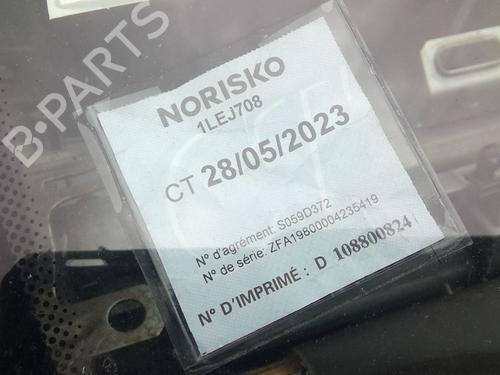 B-PARTS
NORISKO
1LEJ708
CT 28/05/2023
N° d'agrément: S059D372
N° de série: ZFA19800004235419
N° D'IMPRIMÉ : D 108800824